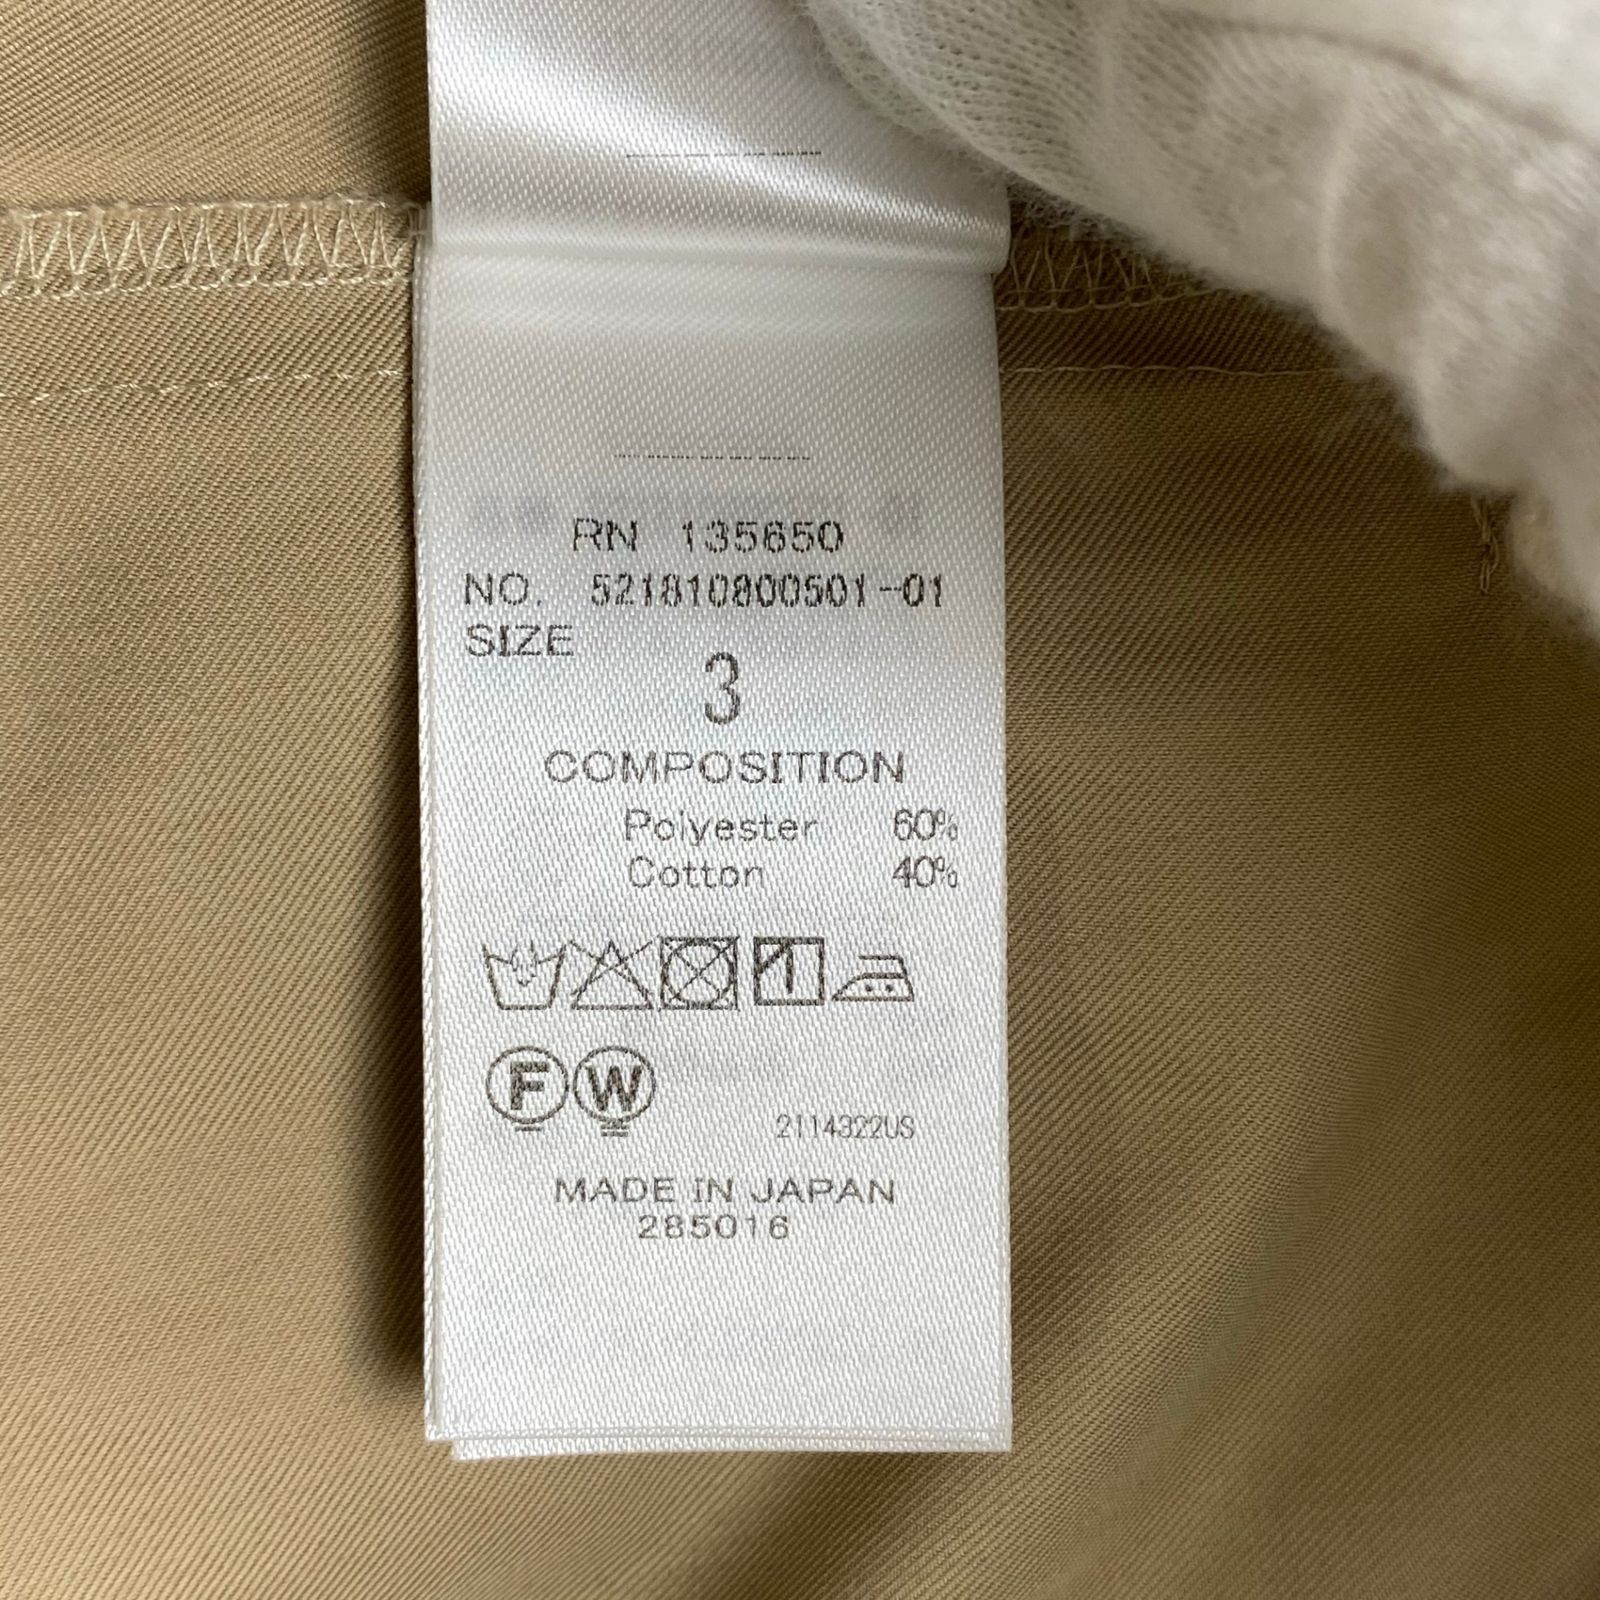 RN 135650
NO. 521810800501-01
SIZE
3
COMPOSITION
Polyester 60%
Cotton 40%
F W
2114322US
MADE IN JAPAN
285016